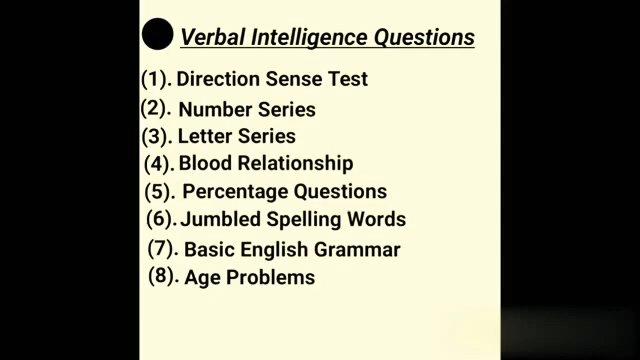 Verbal Intelligence Questions
(1). Direction Sense Test
(2). Number Series
(3). Letter Series
(4). Blood Relationship
(5). Percentage Questions
(6). Jumbled Spelling Words
(7). Basic English Grammar
(8). Age Problems